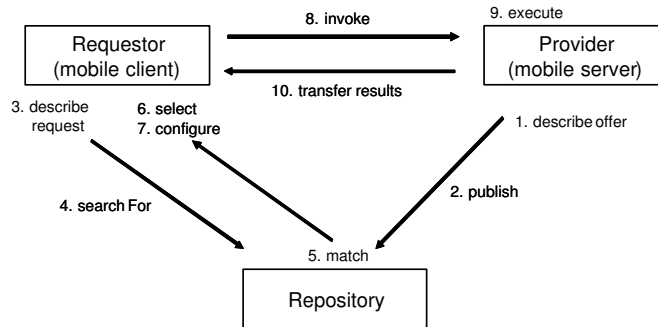 8. invoke
9. execute
Requestor
(mobile client)
Provider
(mobile server)
10. transfer results
3. describe
request
6. select
7. configure
1. describe offer
4. search For
2. publish
5. match
Repository